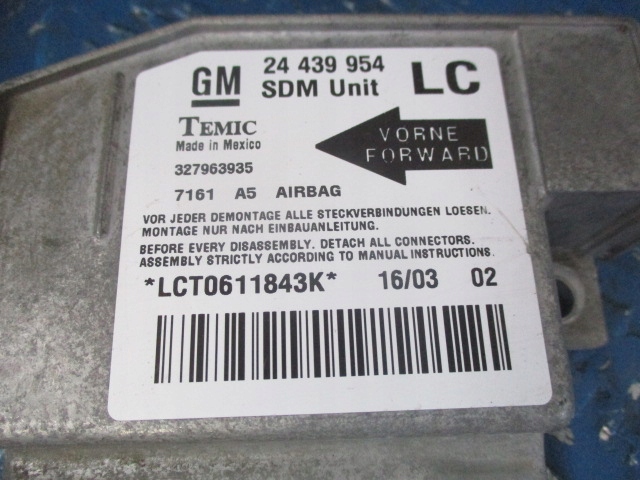 GM 24 439 954 LC
SDM Unit
TEMIC
Made in Mexico
VORNE
FORWARD
327963935
7161 A5 AIRBAG
VOR JEDER DEMONTAGE ALLE STECKVERBINDUNGEN LOESEN.
MONTAGE NUR NACH EINBAUANLEITUNG.
BEFORE EVERY DISASSEMBLY. DETACH ALL CONNECTORS.
ASSEMBLY STRICTLY ACCORDING TO MANUAL INSTRUCTIONS.
*LCT0611843K* 16/03 02